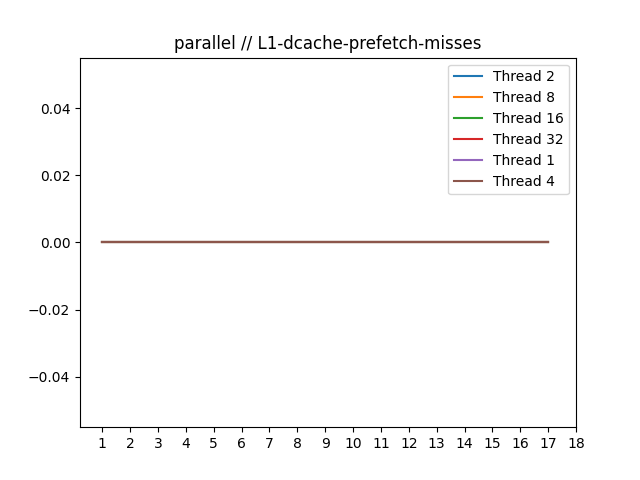 parallel // L1-dcache-prefetch-misses
Thread 2
Thread 8
Thread 16
Thread 32
Thread 1
Thread 4
0.04
0.02
0.00
−0.02
−0.04
1 2 3 4 5 6 7 8 9 10 11 12 13 14 15 16 17 18